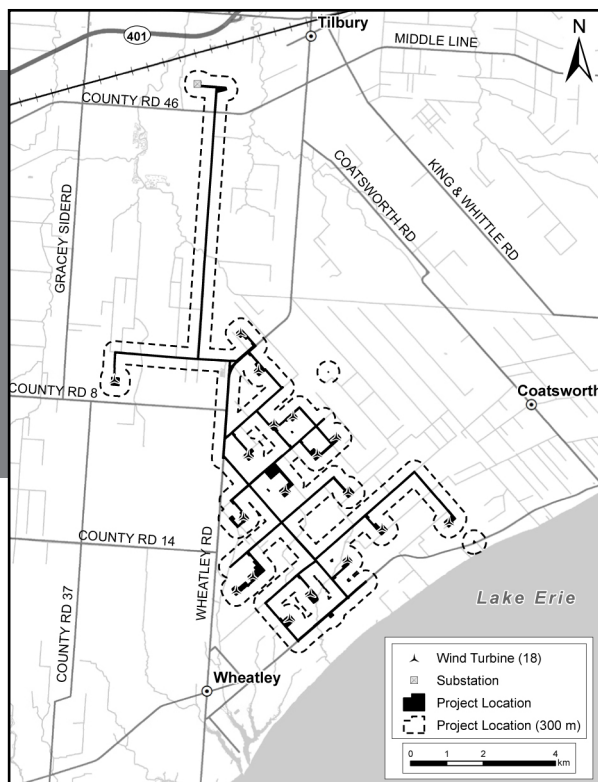 Tilbury
N
401
MIDDLE LINE
COUNTY RD 46
COATSWORTH RD
KING & WHITTLE RD
GRACEY SIDERD
COUNTY RD 8
Coatsworth
COUNTY RD 14
WHEATLEY RD
COUNTY RD 37
Lake Erie
Wheatley
Wind Turbine (18)
Substation
Project Location
Project Location (300 m)
0 1 2 4
km